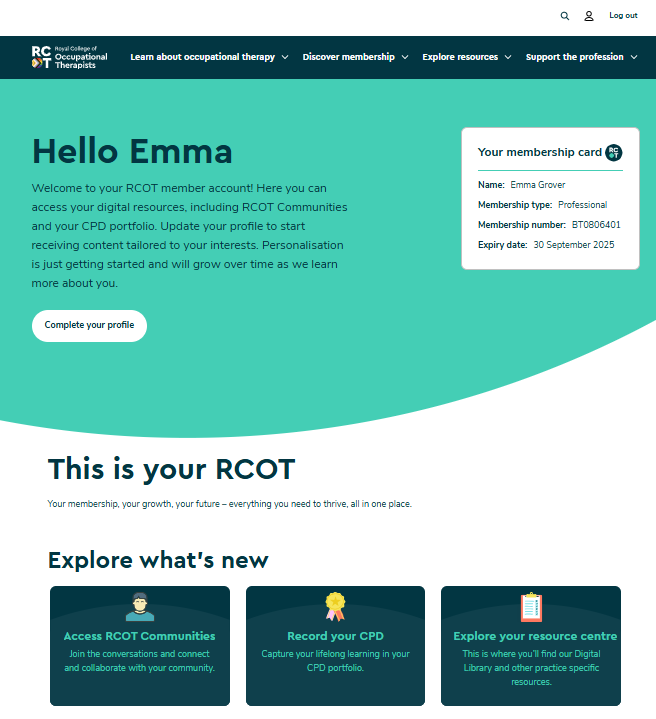 Log out
RC
OT
Royal College of
Occupational
Therapists
Learn about occupational therapy
Discover membership
Explore resources
Support the profession
Hello Emma
Welcome to your RCOT member account! Here you can
access your digital resources, including RCOT Communities
and your CPD portfolio. Update your profile to start
receiving content tailored to your interests. Personalisation
is just getting started and will grow over time as we learn
more about you.
Complete your profile
Your membership card
RC
OT
Name: Emma Grover
Membership type: Professional
Membership number: BT0806401
Expiry date: 30 September 2025
This is your RCOT
Your membership, your growth, your future – everything you need to thrive, all in one place.
Explore what's new
Access RCOT Communities
Join the conversations and connect
and collaborate with your community.
Record your CPD
Capture your lifelong learning in your
CPD portfolio.
Explore your resource centre
This is where you'll find our Digital
Library and other practice specific
resources.